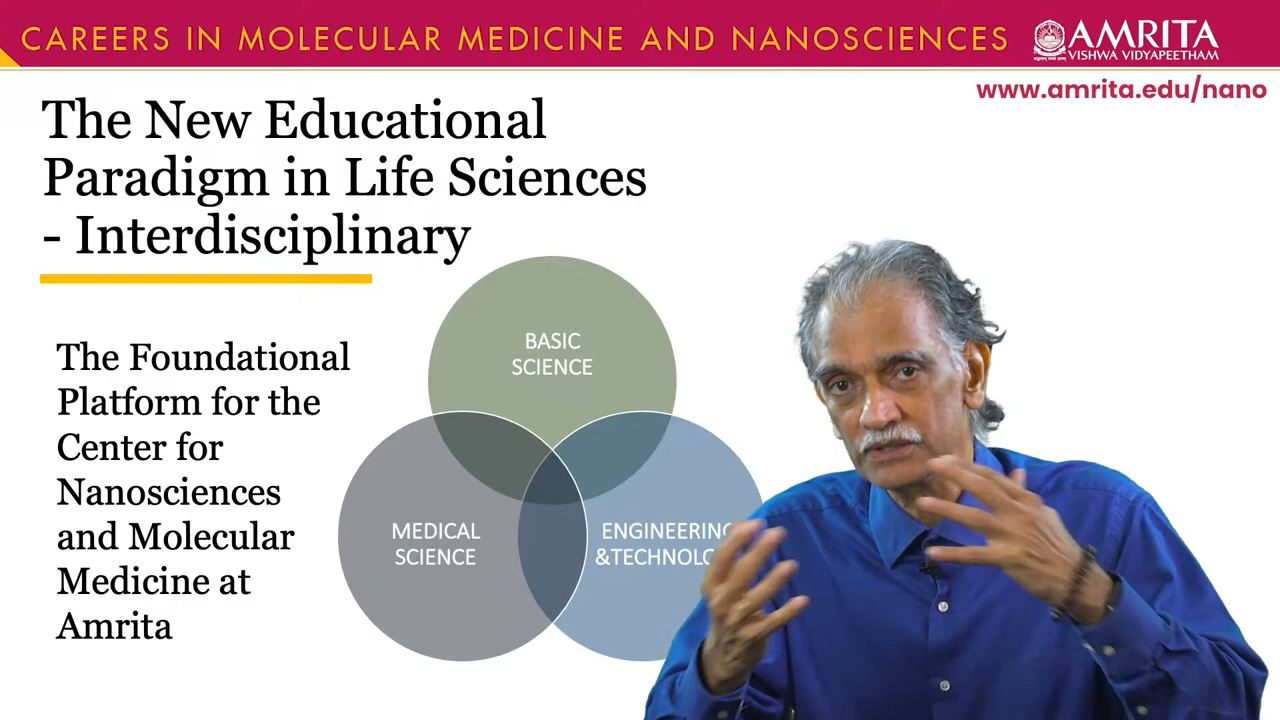 CAREERS IN MOLECULAR MEDICINE AND NANOSCIENCES
AMRITA
VISHWA VIDYAPEETHAM
www.amrita.edu/nano
The New Educational
Paradigm in Life Sciences
- Interdisciplinary
The Foundational
Platform for the
Center for
Nanosciences
and Molecular
Medicine at
Amrita
BASIC
SCIENCE
MEDICAL
SCIENCE
ENGINEERING
&TECHNOLO